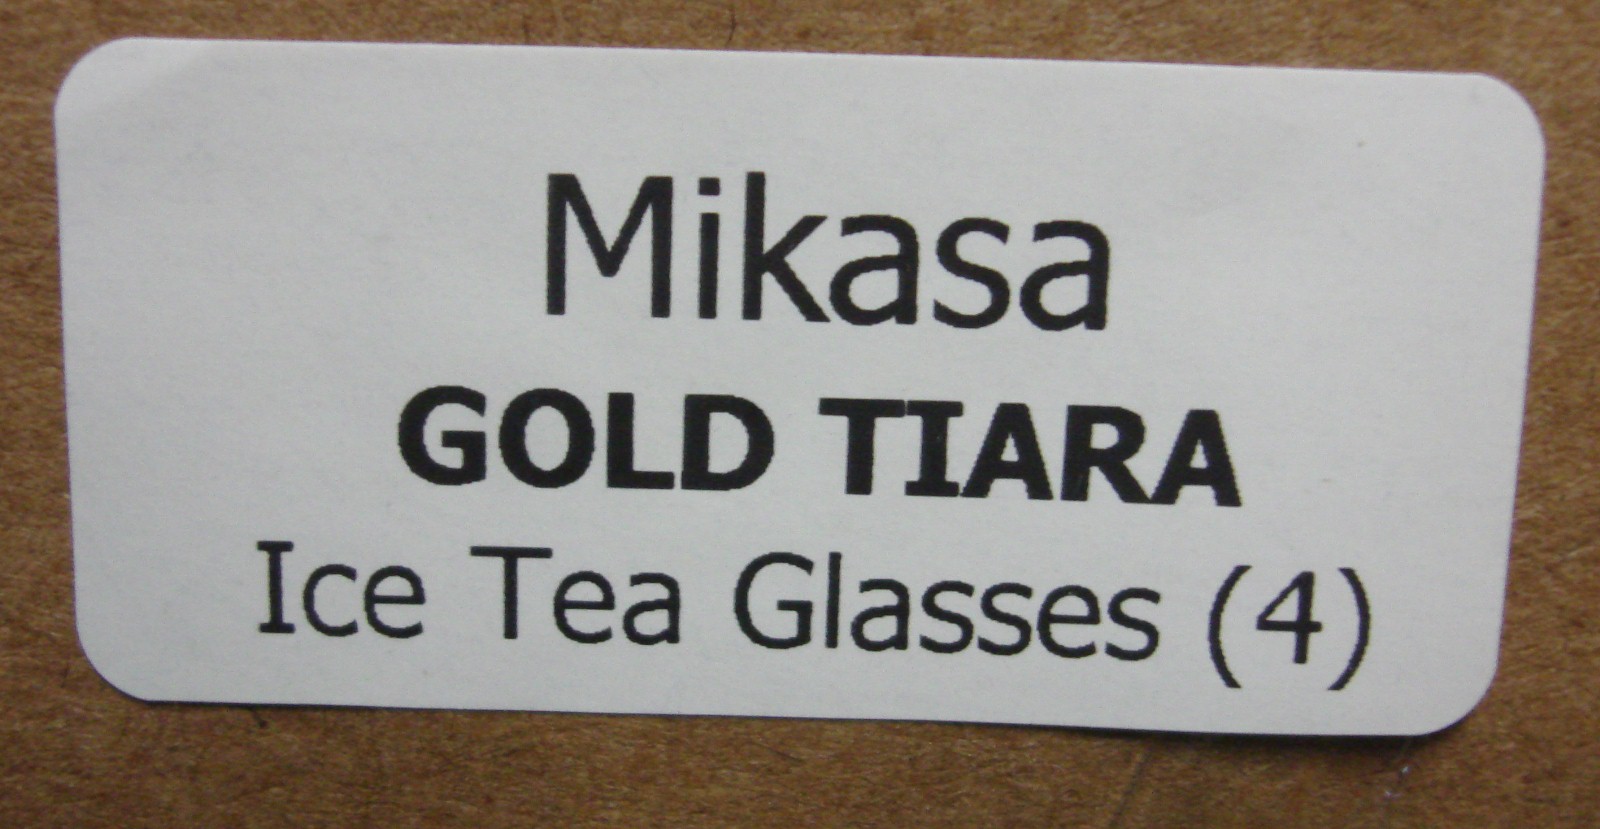 Mikasa
GOLD TIARA
Ice Tea Glasses (4)